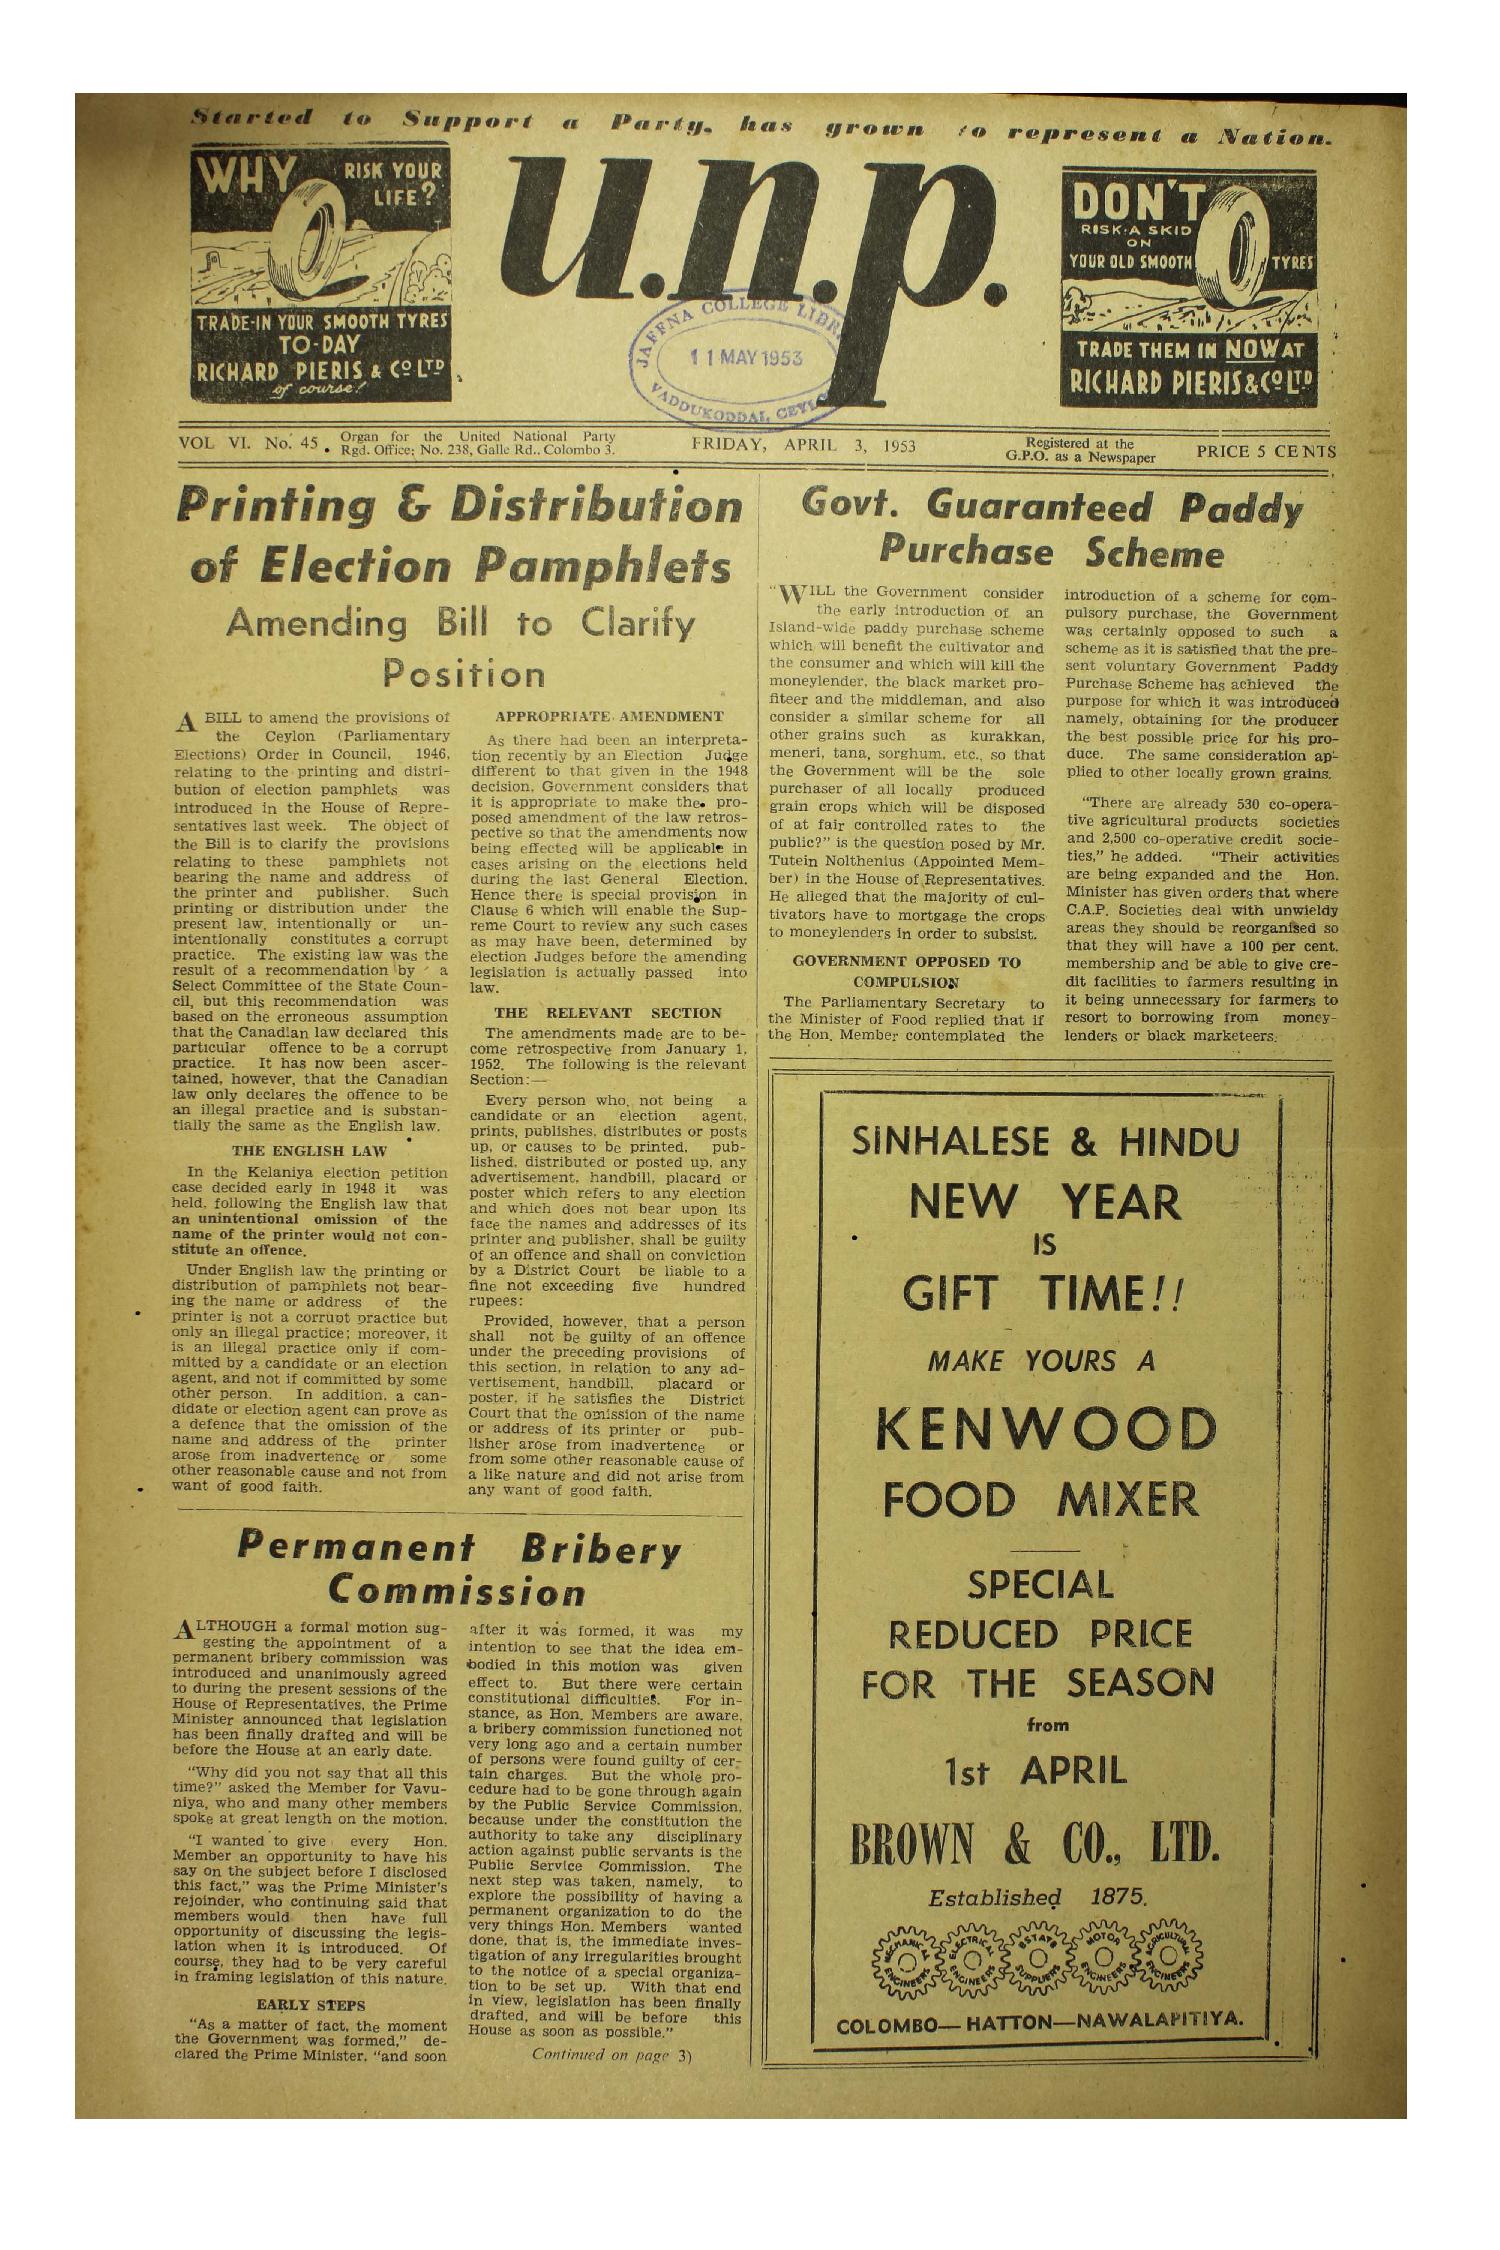 Started to Support a Party, has grown to represent a Nation.
WHY RISK YOUR
LIFE?
TRADE-IN YOUR SMOOTH TYRES
TO-DAY
RICHARD PIERIS & Co LTD
of course!
u.n.p.
JAFFNA COLLEGE LIBR
11 MAY 1953
VADDUKODDAI, CEYLO
DON'T
RISK A SKID
ON
YOUR OLD SMOOTH TYRES
TRADE THEM IN NOW AT
RICHARD PIERIS & Co LTD
VOL VI. No. 45. Organ for the United National Party
Rgd. Office: No. 238, Galle Rd., Colombo 3.
FRIDAY, APRIL 3, 1953
Registered at the
G.P.O. as a Newspaper
PRICE 5 CENTS
Printing & Distribution
of Election Pamphlets
Amending Bill to Clarify
Position
A BILL to amend the provisions of
the Ceylon (Parliamentary
Elections) Order in Council, 1946,
relating to the printing and distri-
bution of election pamphlets was
introduced in the House of Repre-
sentatives last week. The object of
the Bill is to clarify the provisions
relating to these pamphlets not
bearing the name and address of
the printer and publisher. Such
printing or distribution under the
present law, intentionally or un-
intentionally constitutes a corrupt
practice. The existing law was the
result of a recommendation by a
Select Committee of the State Coun-
cil, but this recommendation was
based on the erroneous assumption
that the Canadian law declared this
particular offence to be a corrupt
practice. It has now been ascer-
tained, however, that the Canadian
law only declares the offence to be
an illegal practice and is substan-
tially the same as the English law.
THE ENGLISH LAW
In the Kelaniya election petition
case decided early in 1948 it was
held, following the English law that
an unintentional omission of the
name of the printer would not con-
stitute an offence.
Under English law the printing or
distribution of pamphlets not bear-
ing the name or address of the
printer is not a corrupt practice but
only an illegal practice; moreover, it
is an illegal practice only if com-
mitted by a candidate or an election
agent, and not if committed by some
other person. In addition, a can-
didate or election agent can prove as
a defence that the omission of the
name and address of the printer
arose from inadvertence or some
other reasonable cause and not from
want of good faith.
APPROPRIATE AMENDMENT
As there had been an interpreta-
tion recently by an Election Judge
different to that given in the 1948
decision, Government considers that
it is appropriate to make the pro-
posed amendment of the law retros-
pective so that the amendments now
being effected will be applicable in
cases arising on the elections held
during the last General Election.
Hence there is special provision in
Clause 6 which will enable the Sup-
reme Court to review any such cases
as may have been, determined by
election Judges before the amending
legislation is actually passed into
law.
THE RELEVANT SECTION
The amendments made are to be-
come retrospective from January 1,
1952. The following is the relevant
Section:—
Every person who, not being a
candidate or an election agent,
prints, publishes, distributes or posts
up, or causes to be printed, pub-
lished, distributed or posted up, any
advertisement, handbill, placard or
poster which refers to any election
and which does not bear upon its
face the names and addresses of its
printer and publisher, shall be guilty
of an offence and shall on conviction
by a District Court be liable to a
fine not exceeding five hundred
rupees:
Provided, however, that a person
shall not be guilty of an offence
under the preceding provisions of
this section, in relation to any ad-
vertisement, handbill, placard or
poster, if he satisfies the District
Court that the omission of the name
or address of its printer or pub-
lisher arose from inadvertence or
from some other reasonable cause of
a like nature and did not arise from
any want of good faith.
Permanent Bribery
Commission
ALTHOUGH a formal motion sug-
gesting the appointment of a
permanent bribery commission was
introduced and unanimously agreed
to during the present sessions of the
House of Representatives, the Prime
Minister announced that legislation
has been finally drafted and will be
before the House at an early date.
"Why did you not say that all this
time?" asked the Member for Vavu-
niya, who and many other members
spoke at great length on the motion.
"I wanted to give every Hon.
Member an opportunity to have his
say on the subject before I disclosed
this fact," was the Prime Minister's
rejoinder, who continuing said that
members would then have full
opportunity of discussing the legis-
lation when it is introduced. Of
course, they had to be very careful
in framing legislation of this nature.
EARLY STEPS
"As a matter of fact, the moment
the Government was formed," de-
clared the Prime Minister, "and soon
after it was formed, it was my
intention to see that the idea em-
bodied in this motion was given
effect to. But there were certain
constitutional difficulties. For in-
stance, as Hon. Members are aware,
a bribery commission functioned not
very long ago and a certain number
of persons were found guilty of cer-
tain charges. But the whole pro-
cedure had to be gone through again
by the Public Service Commission,
because under the constitution the
authority to take any disciplinary
action against public servants is the
Public Service Commission. The
next step was taken, namely, to
explore the possibility of having a
permanent organization to do the
very things Hon. Members wanted
done, that is, the immediate inves-
tigation of any irregularities brought
to the notice of a special organiza-
tion to be set up. With that end
in view, legislation has been finally
drafted, and will be before this
House as soon as possible."
Continued on page 3)
Govt. Guaranteed Paddy
Purchase Scheme
"WILL the Government consider
the early introduction of an
Island-wide paddy purchase scheme
which will benefit the cultivator and
the consumer and which will kill the
moneylender, the black market pro-
fiteer and the middleman, and also
consider a similar scheme for all
other grains such as kurakkan,
meneri, tana, sorghum, etc., so that
the Government will be the sole
purchaser of all locally produced
grain crops which will be disposed
of at fair controlled rates to the
public?" is the question posed by Mr.
Tutein Nolthenius (Appointed Mem-
ber) in the House of Representatives.
He alleged that the majority of cul-
tivators have to mortgage the crops
to moneylenders in order to subsist.
GOVERNMENT OPPOSED TO
COMPULSION
The Parliamentary Secretary to
the Minister of Food replied that if
the Hon. Member contemplated the
introduction of a scheme for com-
pulsory purchase, the Government
was certainly opposed to such a
scheme as it is satisfied that the pre-
sent voluntary Government Paddy
Purchase Scheme has achieved the
purpose for which it was introduced
namely, obtaining for the producer
the best possible price for his pro-
duce. The same consideration ap-
plied to other locally grown grains.
"There are already 530 co-opera-
tive agricultural products societies
and 2,500 co-operative credit socie-
ties," he added. "Their activities
are being expanded and the Hon.
Minister has given orders that where
C.A.P. Societies deal with unwieldy
areas they should be reorganised so
that they will have a 100 per cent.
membership and be able to give cre-
dit facilities to farmers resulting in
it being unnecessary for farmers to
resort to borrowing from money-
lenders or black marketeers.
SINHALESE & HINDU
NEW YEAR
IS
GIFT TIME!!
MAKE YOURS A
KENWOOD
FOOD MIXER
SPECIAL
REDUCED PRICE
FOR THE SEASON
from
1st APRIL
BROWN & CO., LTD.
Established 1875.
MECHANICAL ENGINEERS
ELECTRICAL ENGINEERS
ESTATE SUPPLIERS
MOTOR ENGINEERS
AGRICULTURAL ENGINEERS
COLOMBO—HATTON—NAWALAPITIYA.